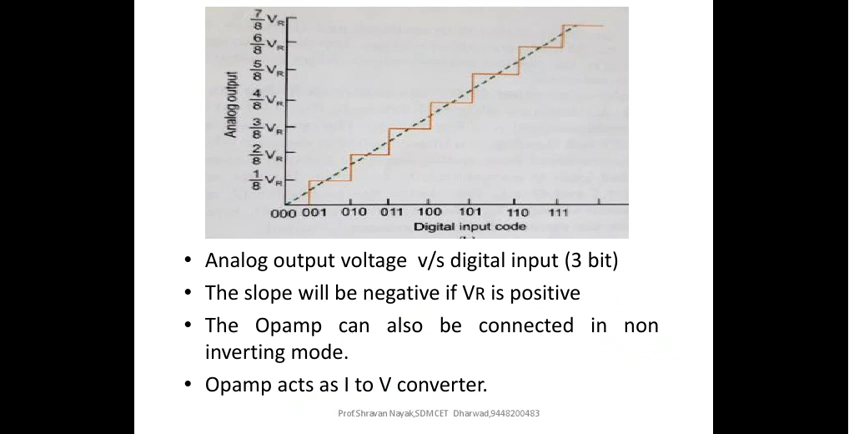 7/8 VR
6/8 VR
5/8 VR
4/8 VR
3/8 VR
2/8 VR
1/8 VR
Analog output
000 001 010 011 100 101 110 111
Digital input code
• Analog output voltage v/s digital input (3 bit)
• The slope will be negative if VR is positive
• The Opamp can also be connected in non
inverting mode.
• Opamp acts as I to V converter.
Prof.Shravan Nayak,SDMCET Dharwad,9448200483